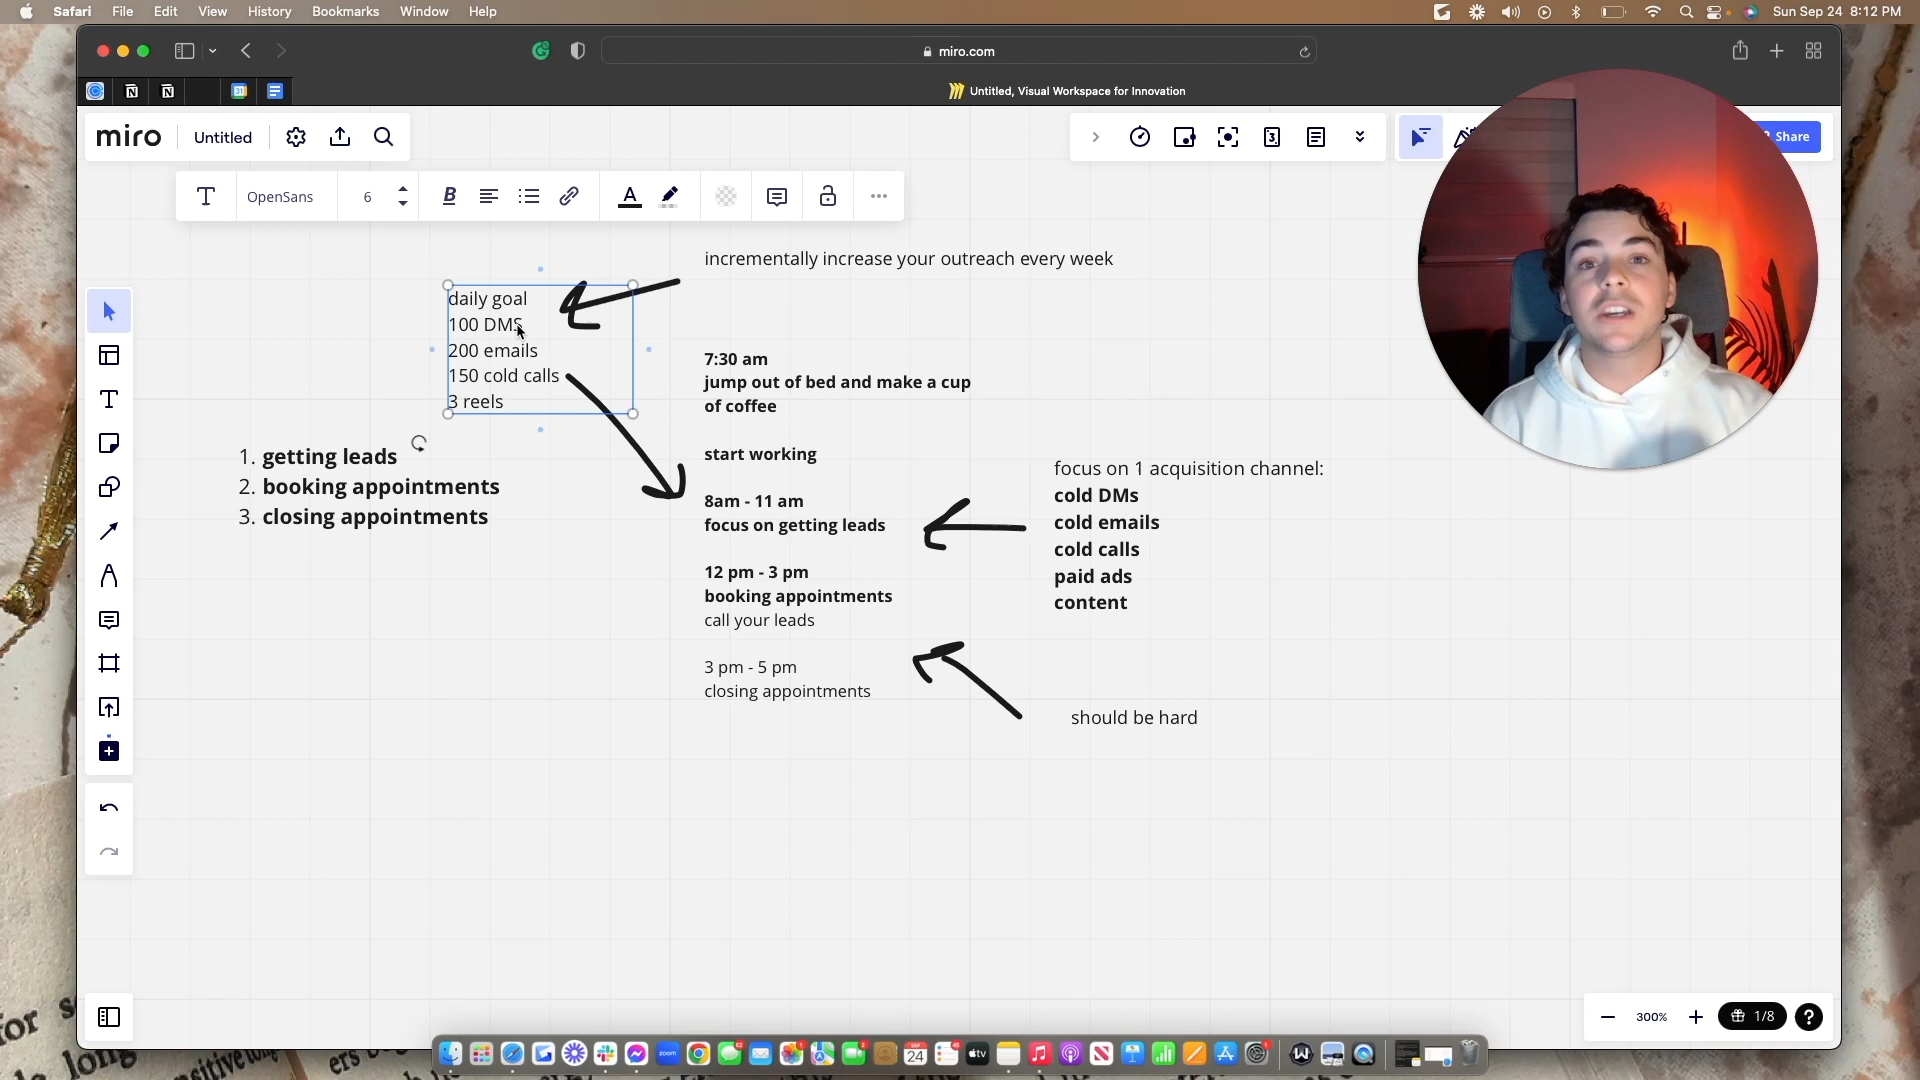 Safari File Edit View History Bookmarks Window Help
Sun Sep 24 8:12 PM
miro.com
Untitled, Visual Workspace for Innovation
miro Untitled
Share
OpenSans 6
incrementally increase your outreach every week
daily goal
100 DMS
200 emails
150 cold calls
3 reels
1. getting leads
2. booking appointments
3. closing appointments
7:30 am
jump out of bed and make a cup
of coffee
start working
8am - 11 am
focus on getting leads
12 pm - 3 pm
booking appointments
call your leads
3 pm - 5 pm
closing appointments
focus on 1 acquisition channel:
cold DMs
cold emails
cold calls
paid ads
content
should be hard
300%
1/8